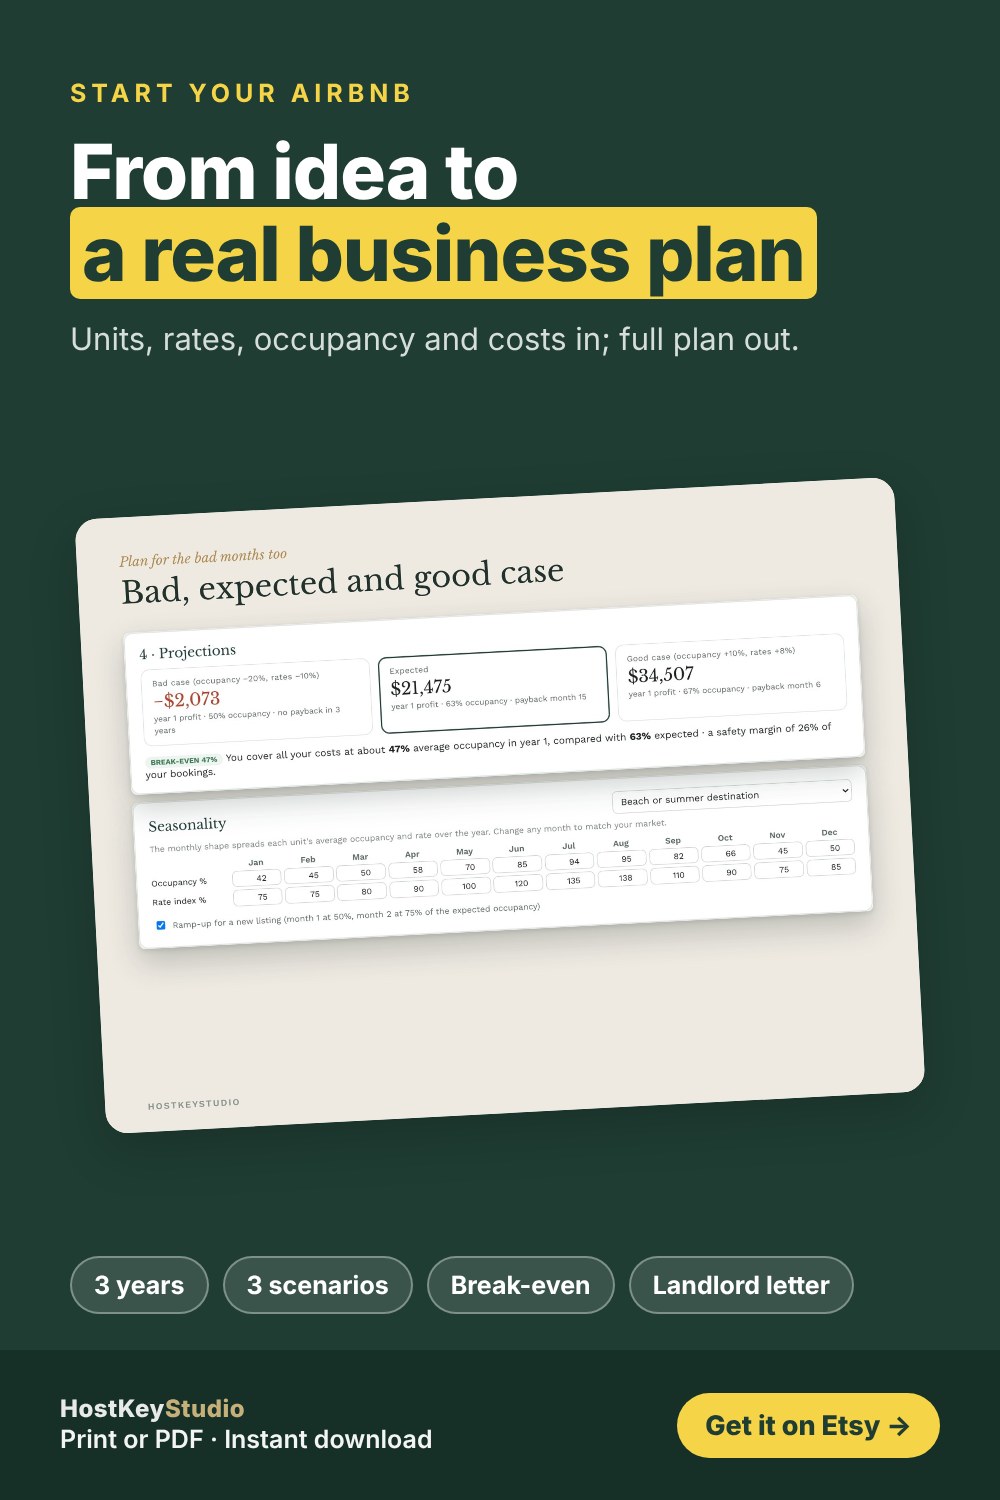 START YOUR AIRBNB
From idea to
a real business plan
Units, rates, occupancy and costs in; full plan out.
Plan for the bad months too
Bad, expected and good case
4 · Projections
Bad case (occupancy −20%, rates −10%)
−$2,073
year 1 profit · 50% occupancy · no payback in 3
years
Expected
$21,475
year 1 profit · 63% occupancy · payback month 15
Good case (occupancy +10%, rates +8%)
$34,507
year 1 profit · 67% occupancy · payback month 6
BREAK-EVEN 47% You cover all your costs at about 47% average occupancy in year 1, compared with 63% expected · a safety margin of 26% of
your bookings.
Seasonality
Beach or summer destination
The monthly shape spreads each unit's average occupancy and rate over the year. Change any month to match your market.
Jan Feb Mar Apr May Jun Jul Aug Sep Oct Nov Dec
Occupancy % 42 45 50 58 70 85 94 95 82 66 45 50
Rate index % 75 75 80 90 100 120 135 138 110 90 75 85
Ramp-up for a new listing (month 1 at 50%, month 2 at 75% of the expected occupancy)
HOSTKEYSTUDIO
3 years
3 scenarios
Break-even
Landlord letter
HostKeyStudio
Print or PDF · Instant download
Get it on Etsy →